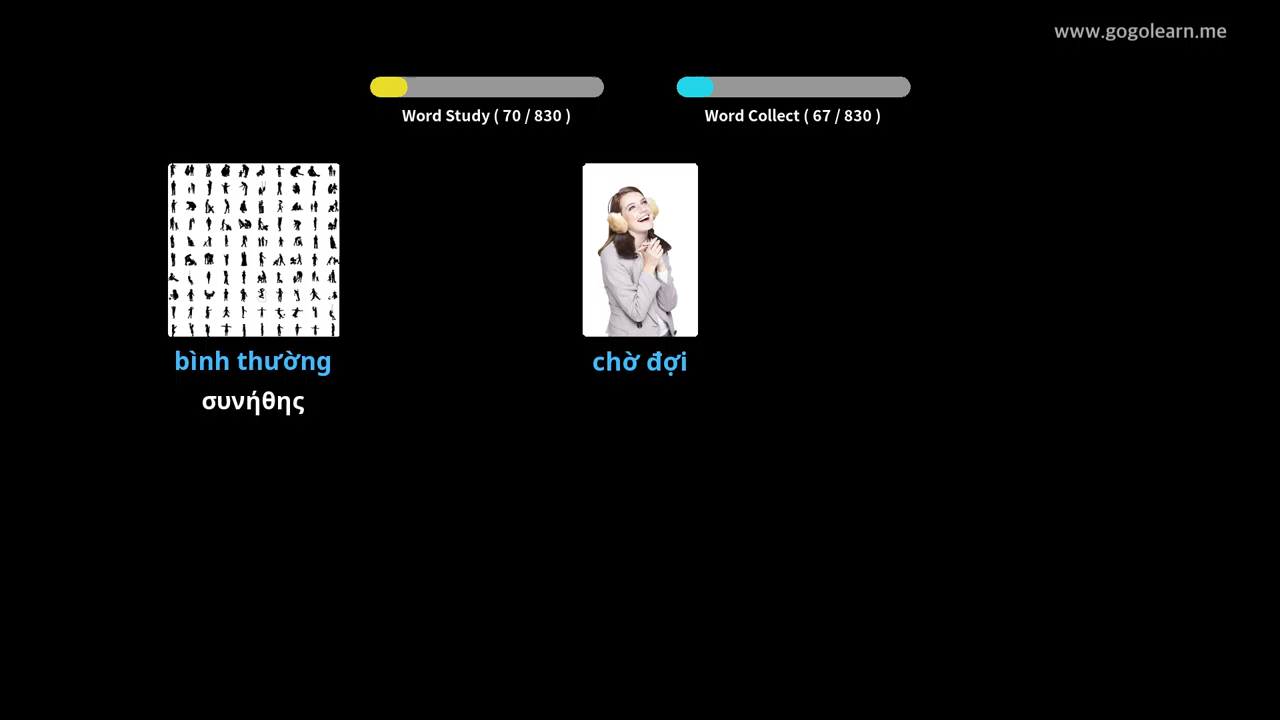 www.gogolearn.me
Word Study ( 70 / 830 )
Word Collect ( 67 / 830 )
bình thường
συνήθης
chờ đợi